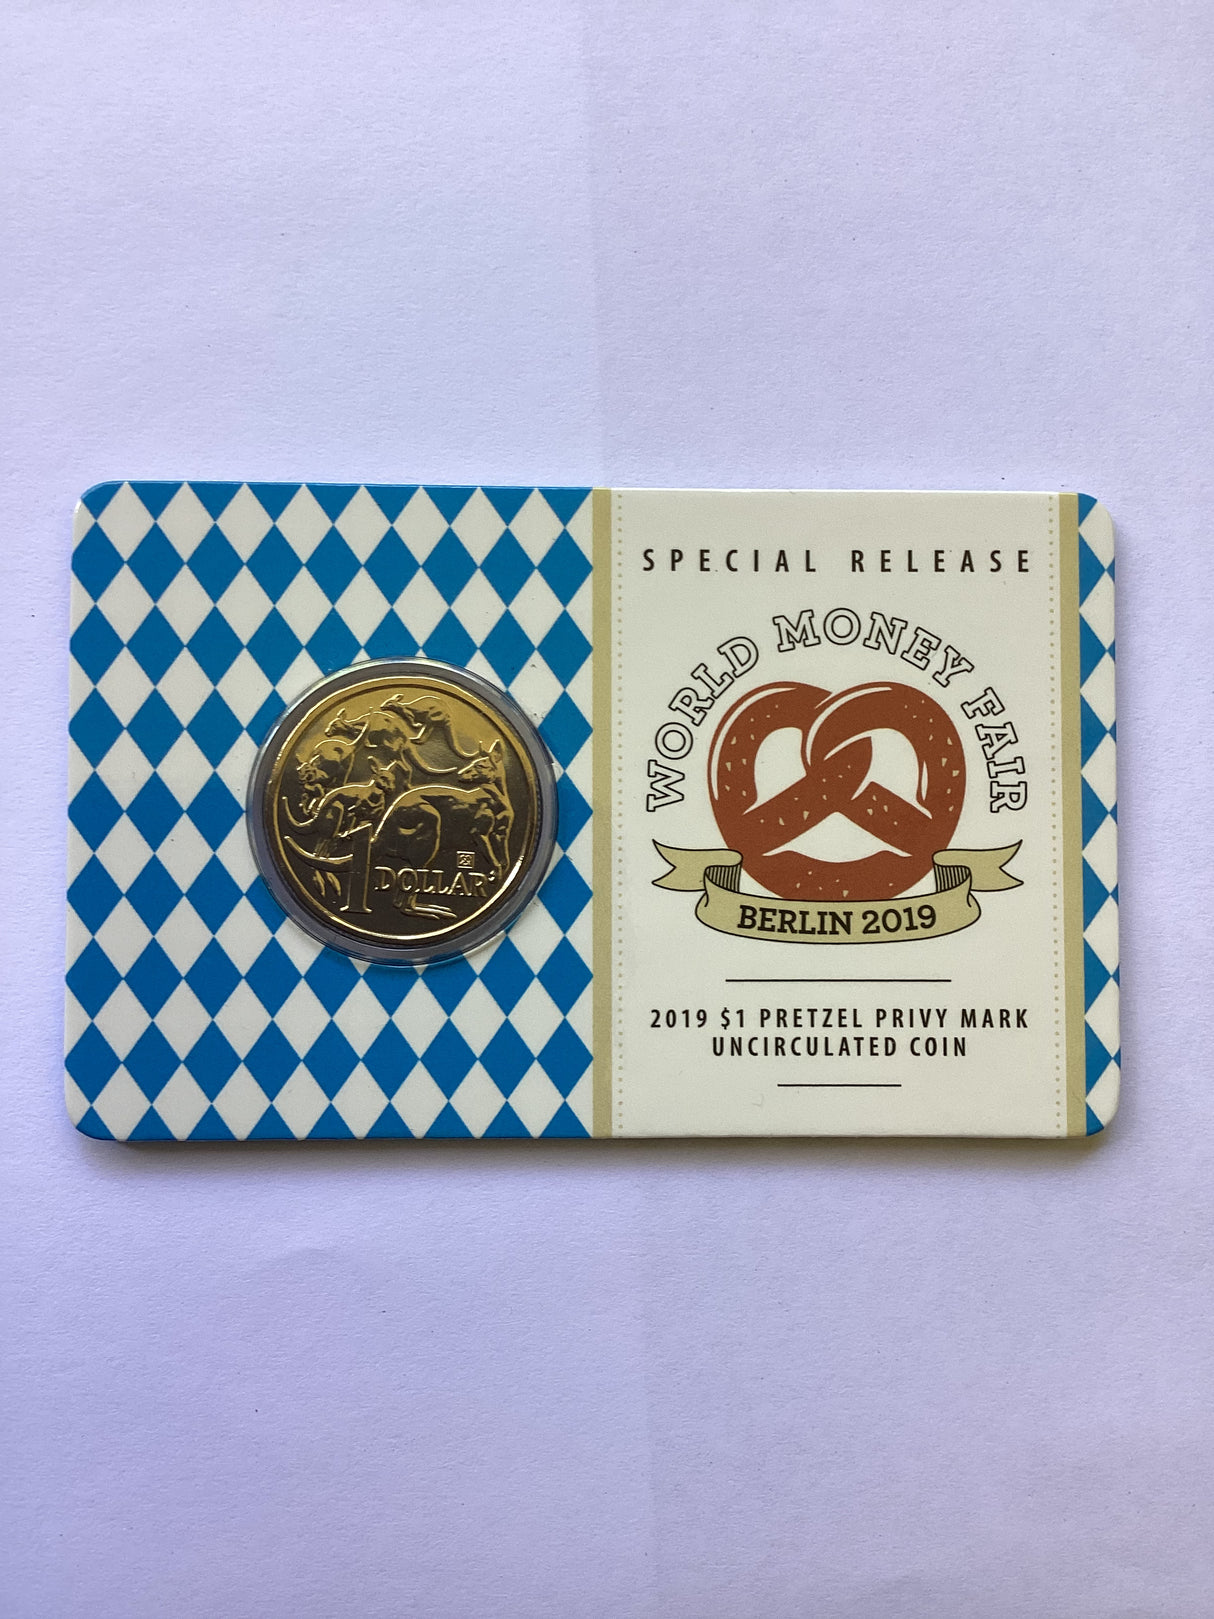 SPECIAL RELEASE
WORLD MONEY FAIR
BERLIN 2019
2019 $1 PRETZEL PRIVY MARK
UNCIRCULATED COIN
1
DOLLAR